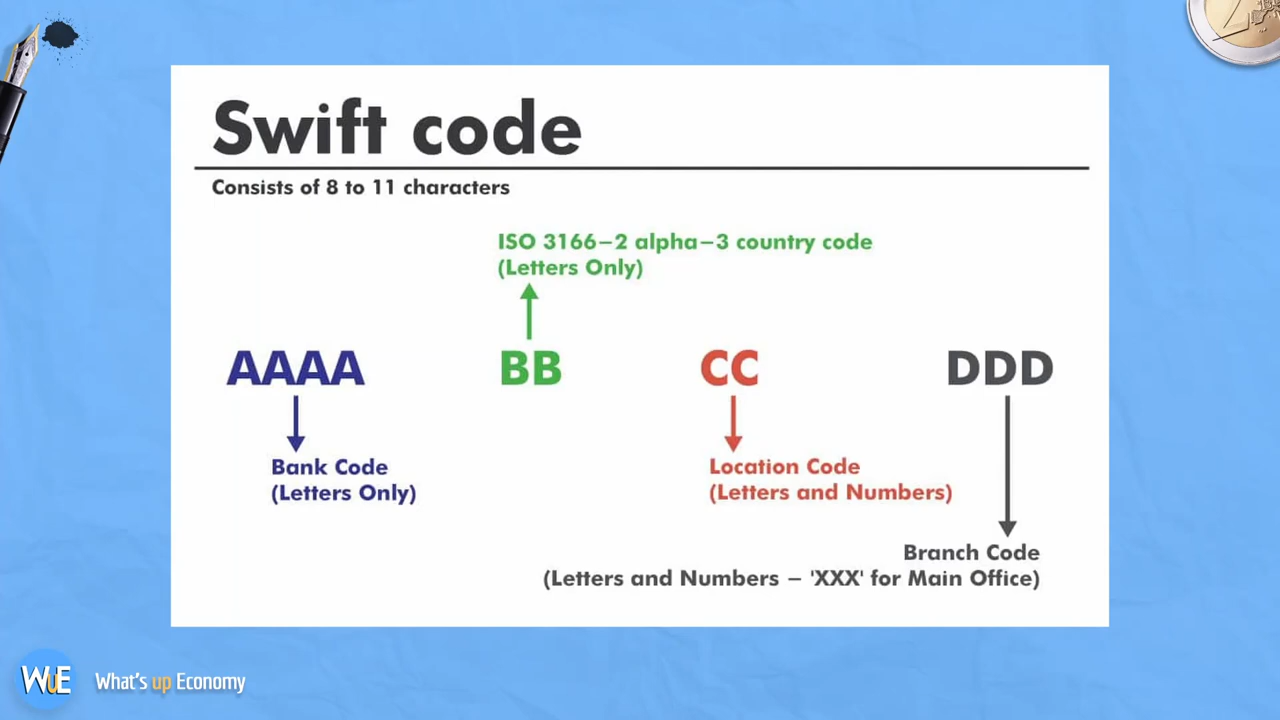 Swift code
Consists of 8 to 11 characters
ISO 3166–2 alpha–3 country code
(Letters Only)
AAAA
BB
CC
DDD
Bank Code
(Letters Only)
Location Code
(Letters and Numbers)
Branch Code
(Letters and Numbers – 'XXX' for Main Office)
WuE
What's up Economy
2